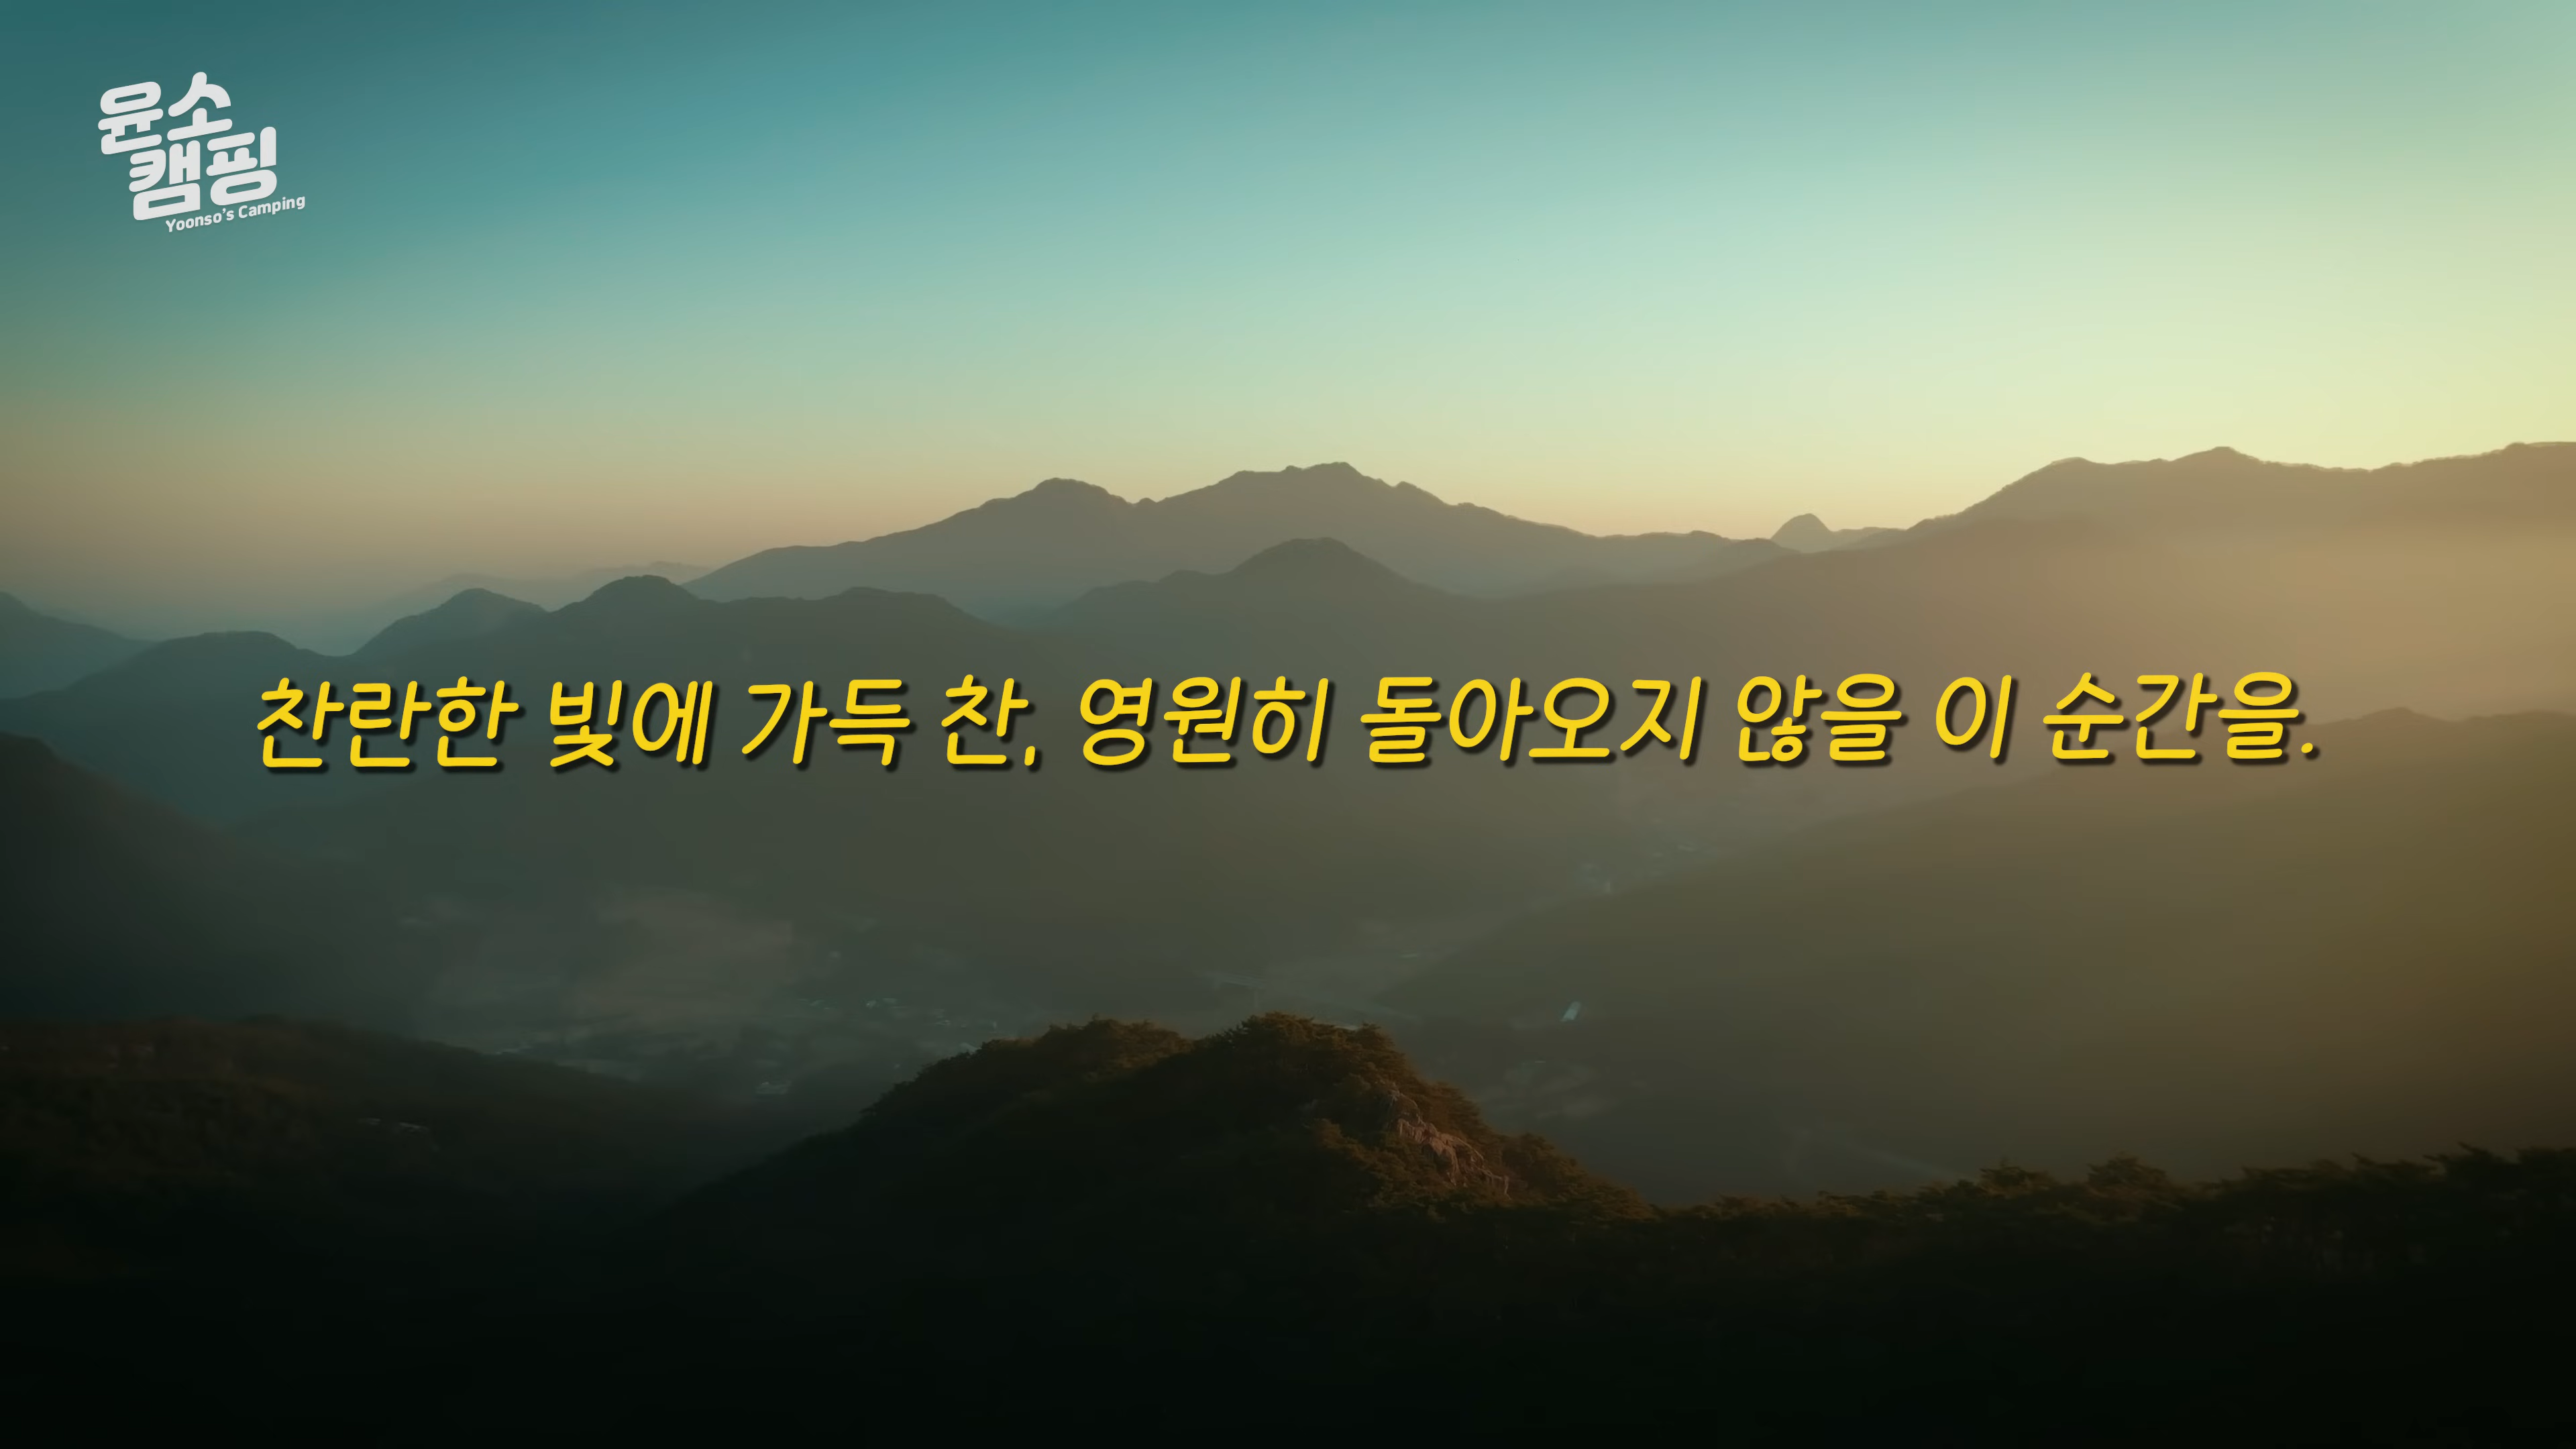 윤소
캠핑
Yoonso's Camping
찬란한 빛에 가득 찬, 영원히 돌아오지 않을 이 순간을.